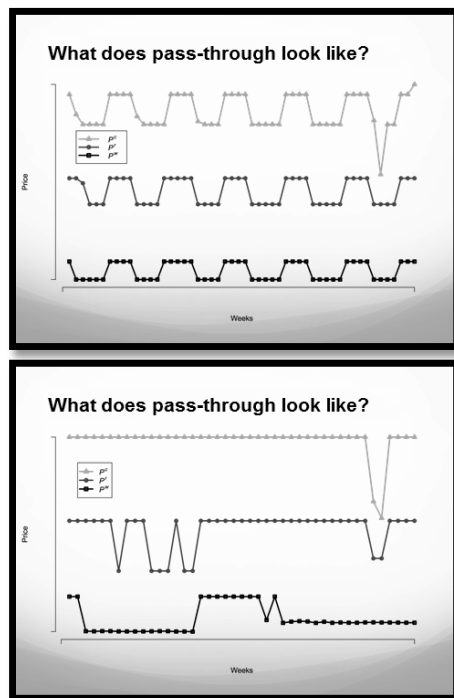 What does pass-through look like?
Price
P^s
P^r
P^w
Weeks
What does pass-through look like?
Price
P^s
P^r
P^w
Weeks